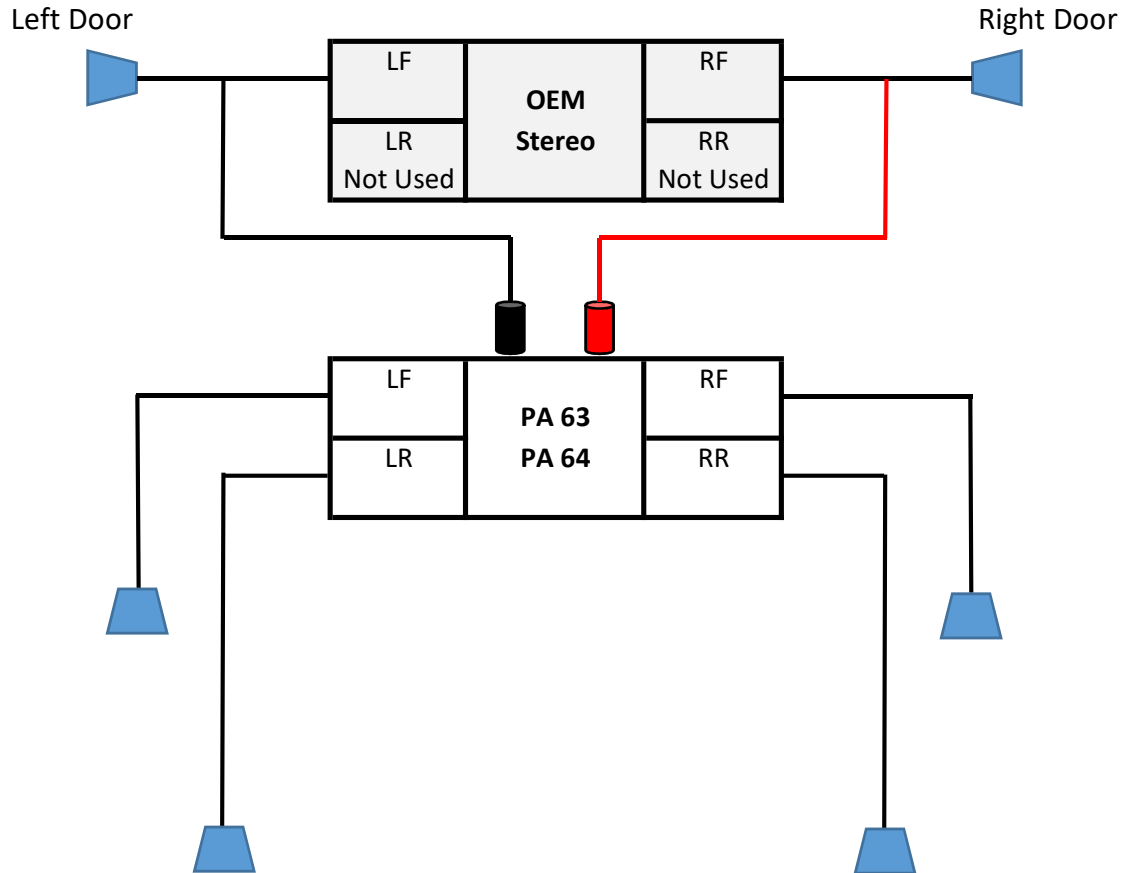 Left Door
Right Door
LF
OEM
Stereo
RF
LR
Not Used
RR
Not Used
LF
PA 63
PA 64
RF
LR
RR